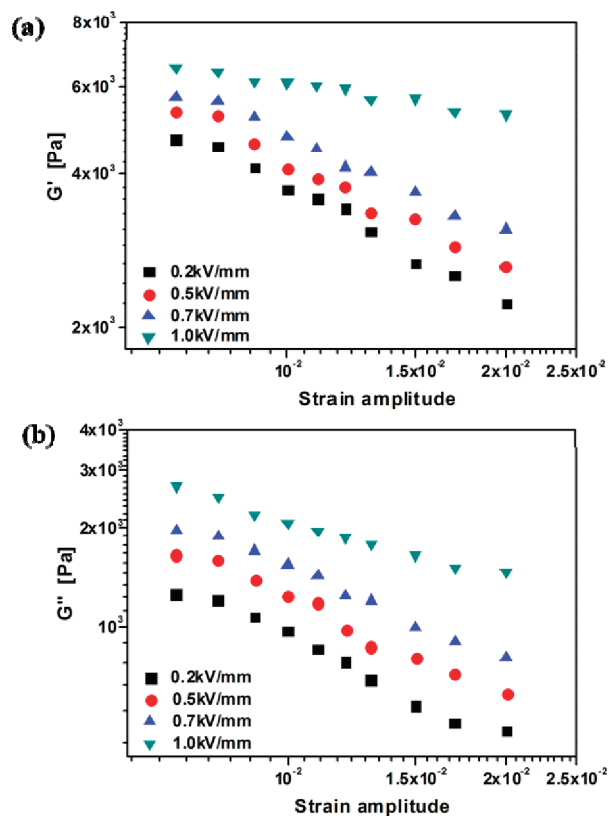 (a)
8x10³
6x10³
4x10³
2x10³
G' [Pa]
0.2kV/mm
0.5kV/mm
0.7kV/mm
1.0kV/mm
10⁻²
1.5x10⁻²
2x10⁻²
2.5x10⁻²
Strain amplitude
(b)
4x10³
3x10³
2x10³
10³
G" [Pa]
0.2kV/mm
0.5kV/mm
0.7kV/mm
1.0kV/mm
10⁻²
1.5x10⁻²
2x10⁻²
2.5x10⁻²
Strain amplitude